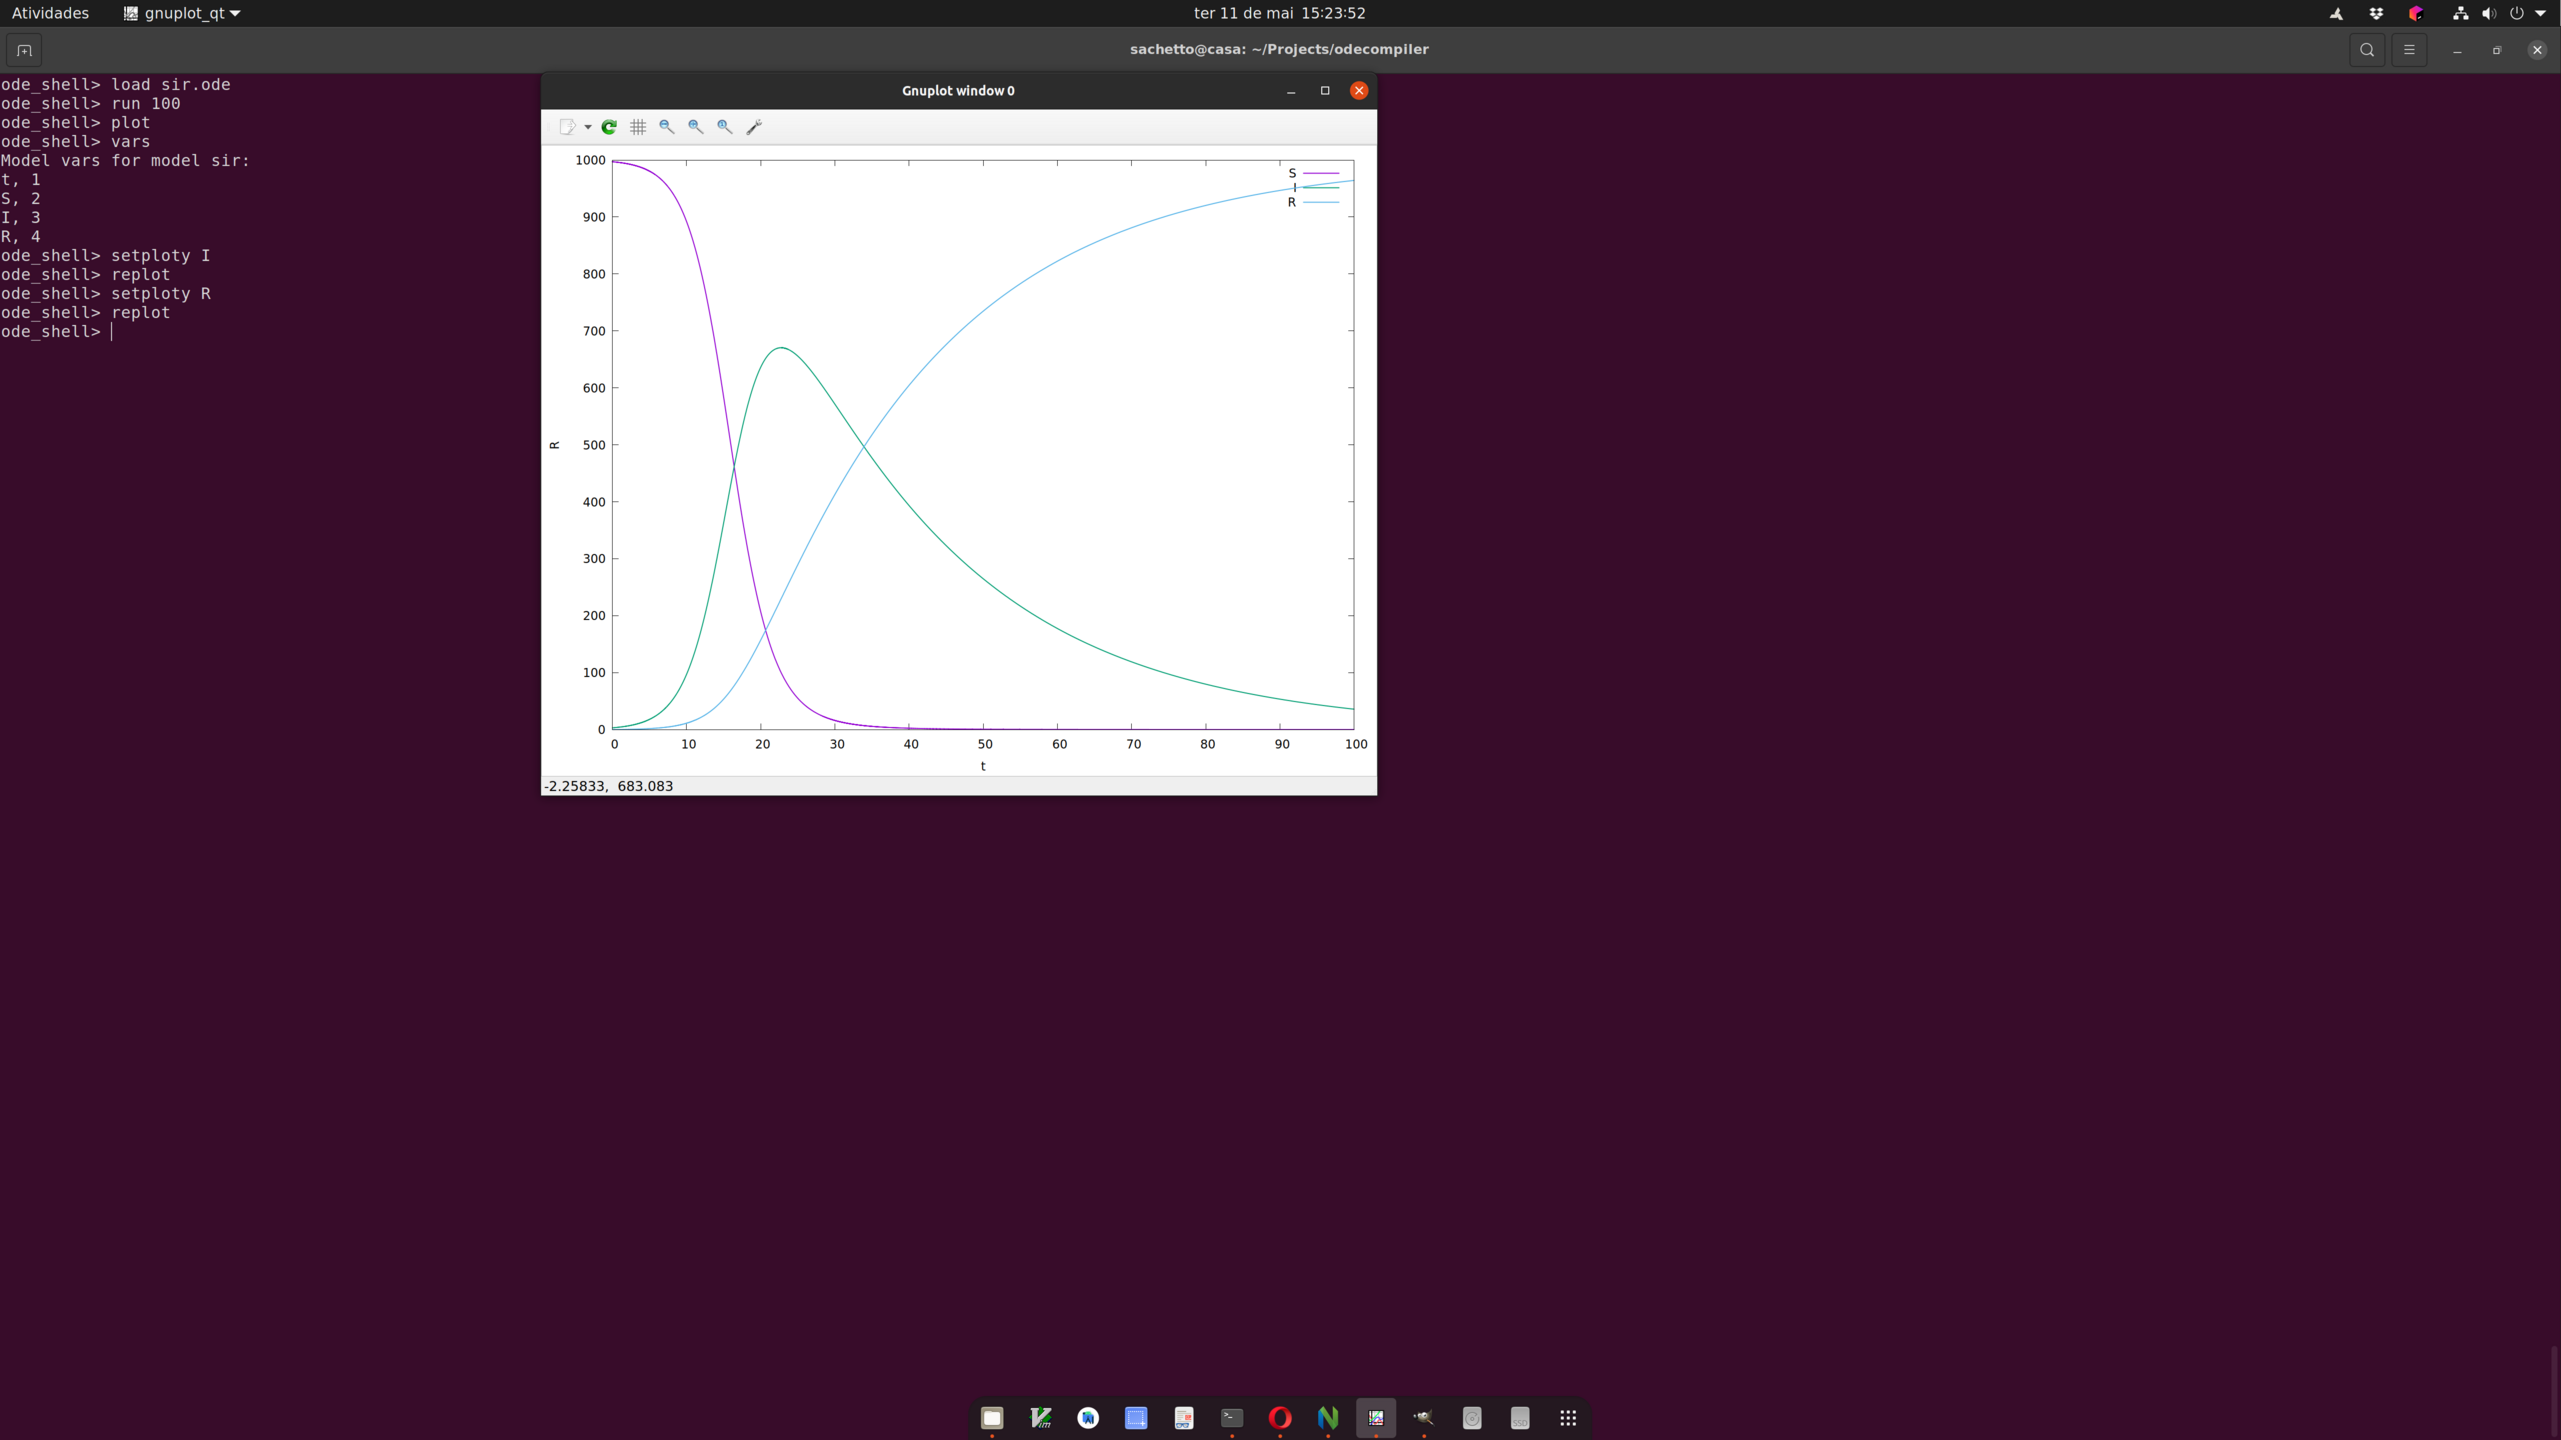 Atividades
gnuplot_qt
ter 11 de mai 15:23:52
sachetto@casa: ~/Projects/odecompiler
ode_shell> load sir.ode
ode_shell> run 100
ode_shell> plot
ode_shell> vars
Model vars for model sir:
t, 1
S, 2
I, 3
R, 4
ode_shell> setploty I
ode_shell> replot
ode_shell> setploty R
ode_shell> replot
ode_shell>
Gnuplot window 0
S
I
R
1000
900
800
700
600
500
400
300
200
100
0
R
0 10 20 30 40 50 60 70 80 90 100
t
-2.25833, 683.083
SSD